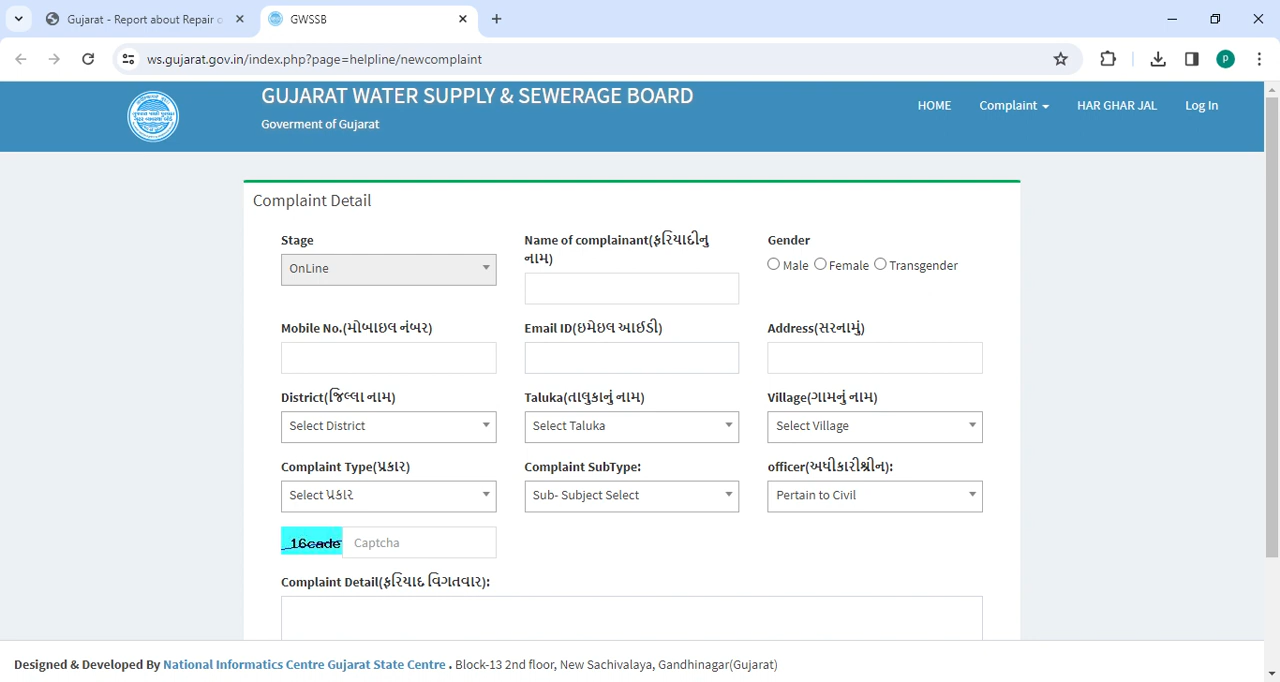 Gujarat - Report about Repair o
GWSSB
ws.gujarat.gov.in/index.php?page=helpline/newcomplaint
P
GUJARAT WATER SUPPLY & SEWERAGE BOARD
Goverment of Gujarat
HOME Complaint HAR GHAR JAL Log In
Complaint Detail
Stage
OnLine
Name of complainant(ફરિયાદીનુ
નામ)
Gender
Male Female Transgender
Mobile No.(મોબાઇલ નંબર)
Email ID(ઇમેઇલ આઈડી)
Address(સરનામું)
District(જિલ્લા નામ)
Taluka(તાલુકાનું નામ)
Village(ગામનું નામ)
Select District
Select Taluka
Select Village
Complaint Type(પ્રકાર)
Complaint SubType:
officer(અધીકારીશ્રીન):
Select પ્રકાર
Sub- Subject Select
Pertain to Civil
16cade Captcha
Complaint Detail(ફરિયાદ વિગતવાર):
Designed & Developed By National Informatics Centre Gujarat State Centre . Block-13 2nd floor, New Sachivalaya, Gandhinagar(Gujarat)